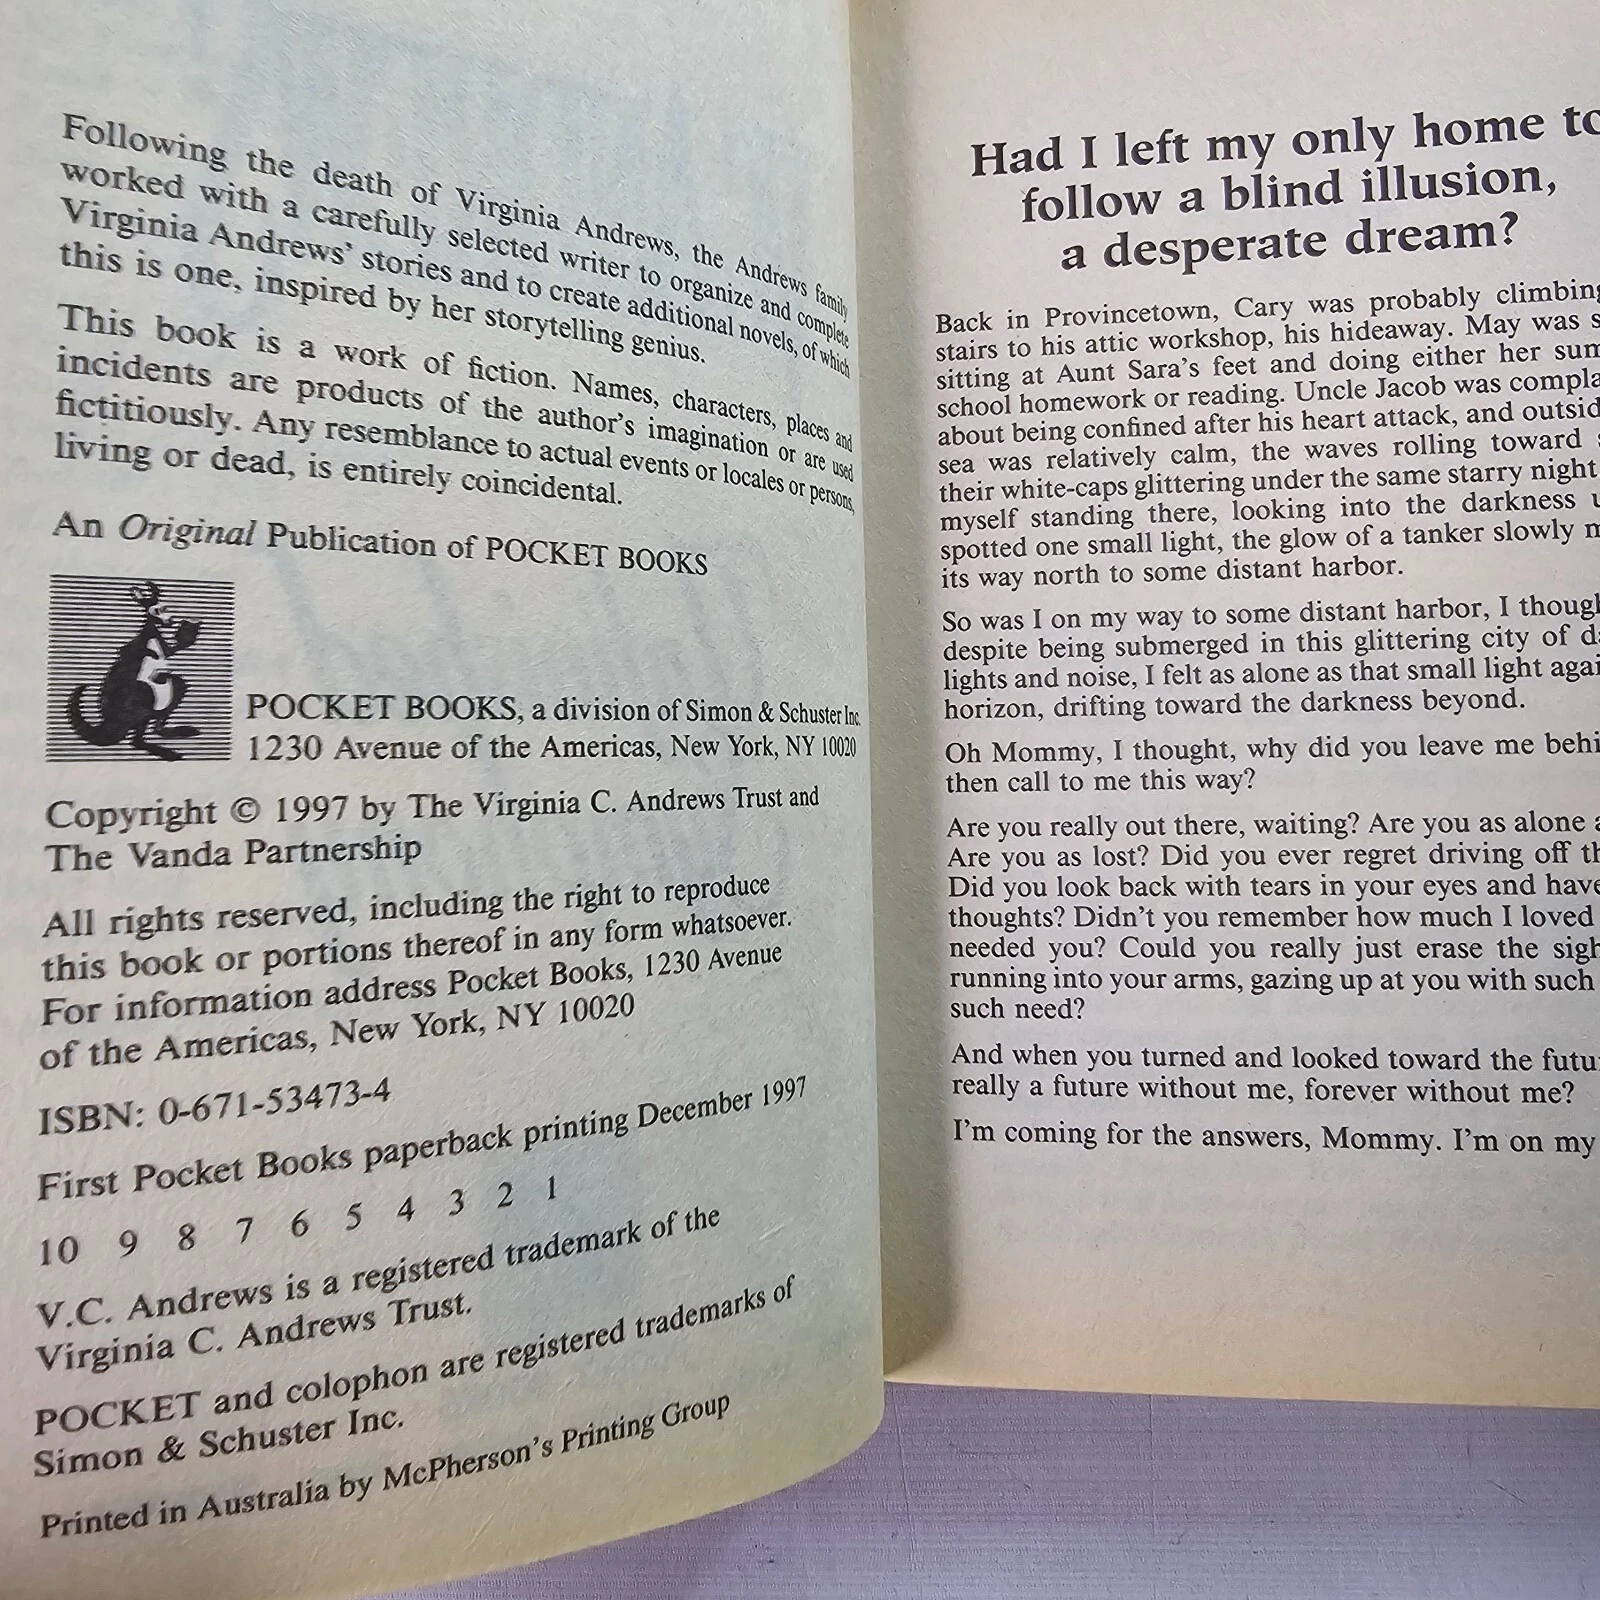 Following the death of Virginia Andrews, the Andrews family
worked with a carefully selected writer to organize and complete
Virginia Andrews' stories and to create additional novels, of which
this is one, inspired by her storytelling genius.
This book is a work of fiction. Names, characters, places and
incidents are products of the author's imagination or are used
fictitiously. Any resemblance to actual events or locales or persons,
living or dead, is entirely coincidental.
An Original Publication of POCKET BOOKS
POCKET BOOKS, a division of Simon & Schuster Inc.
1230 Avenue of the Americas, New York, NY 10020
Copyright © 1997 by The Virginia C. Andrews Trust and
The Vanda Partnership
All rights reserved, including the right to reproduce
this book or portions thereof in any form whatsoever.
For information address Pocket Books, 1230 Avenue
of the Americas, New York, NY 10020
ISBN: 0-671-53473-4
First Pocket Books paperback printing December 1997
10 9 8 7 6 5 4 3 2 1
V.C. Andrews is a registered trademark of the
Virginia C. Andrews Trust.
POCKET and colophon are registered trademarks of
Simon & Schuster Inc.
Printed in Australia by McPherson's Printing Group
Had I left my only home to
follow a blind illusion,
a desperate dream?
Back in Provincetown, Cary was probably climbing
stairs to his attic workshop, his hideaway. May was
sitting at Aunt Sara's feet and doing either her sum
school homework or reading. Uncle Jacob was compla
about being confined after his heart attack, and outsid
sea was relatively calm, the waves rolling toward
their white-caps glittering under the same starry night
myself standing there, looking into the darkness
spotted one small light, the glow of a tanker slowly
its way north to some distant harbor.
So was I on my way to some distant harbor, I though
despite being submerged in this glittering city of
lights and noise, I felt as alone as that small light agai
horizon, drifting toward the darkness beyond.
Oh Mommy, I thought, why did you leave me behi
then call to me this way?
Are you really out there, waiting? Are you as alone
Are you as lost? Did you ever regret driving off th
Did you look back with tears in your eyes and have
thoughts? Didn't you remember how much I loved
needed you? Could you really just erase the sigh
running into your arms, gazing up at you with such
such need?
And when you turned and looked toward the futu
really a future without me, forever without me?
I'm coming for the answers, Mommy. I'm on my